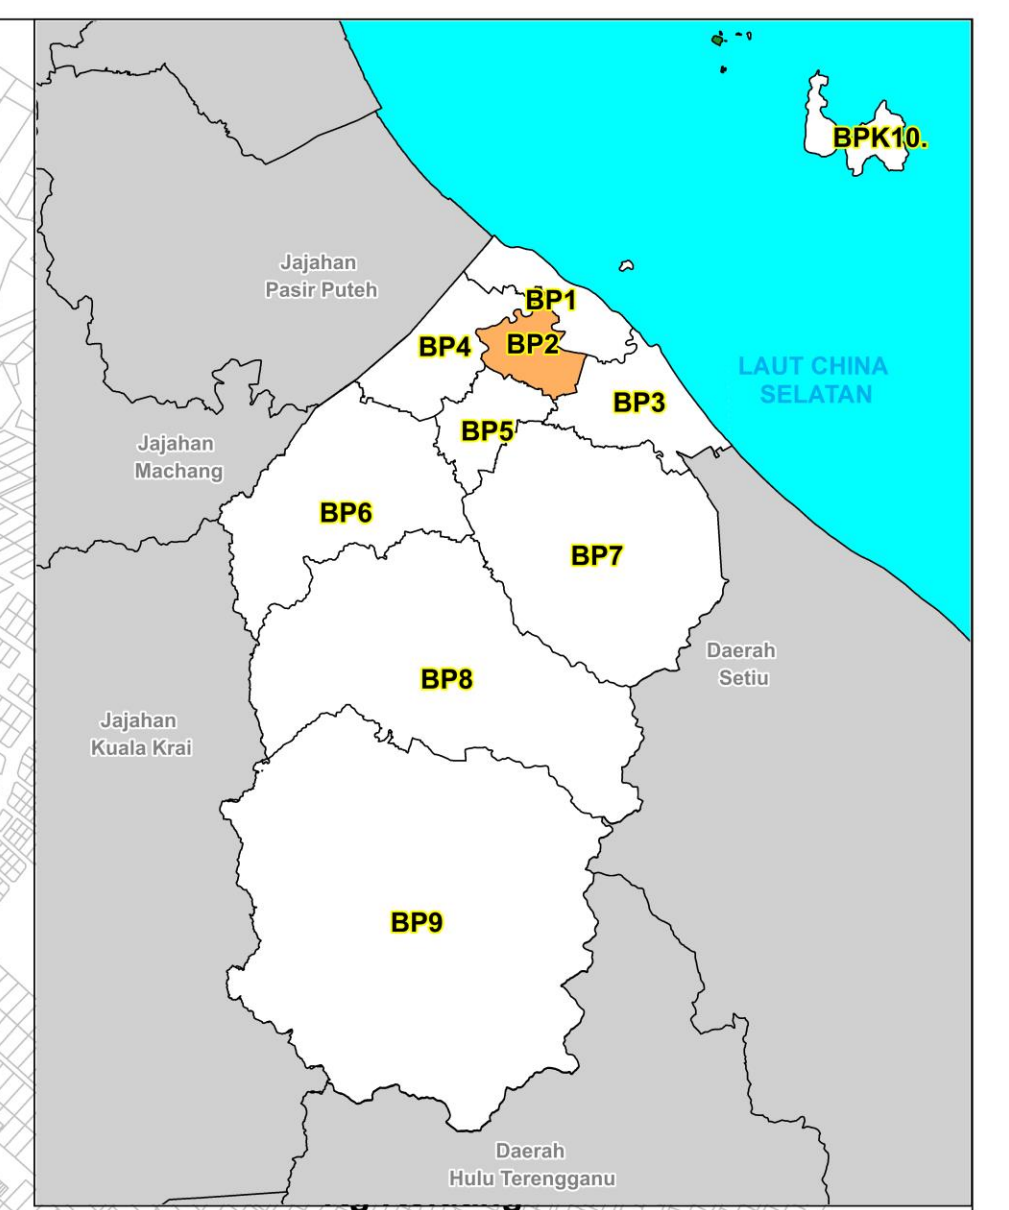 BPK10.
Jajahan
Pasir Puteh
BP1
BP2
BP4
LAUT CHINA
SELATAN
BP3
BP5
Jajahan
Machang
BP6
BP7
Daerah
Setiu
BP8
Jajahan
Kuala Krai
BP9
Daerah
Hulu Terengganu